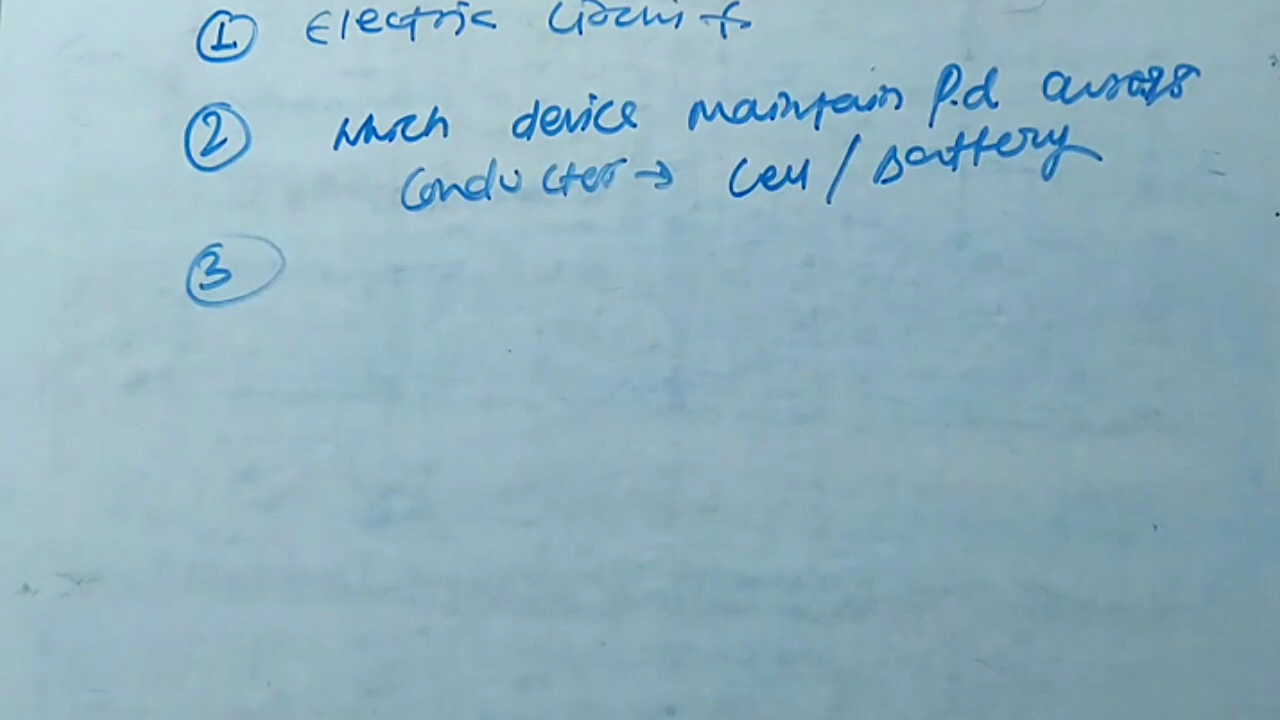 ① Electric Circuit
② which device maintain P.d across
conductor → Cell / Battery
③